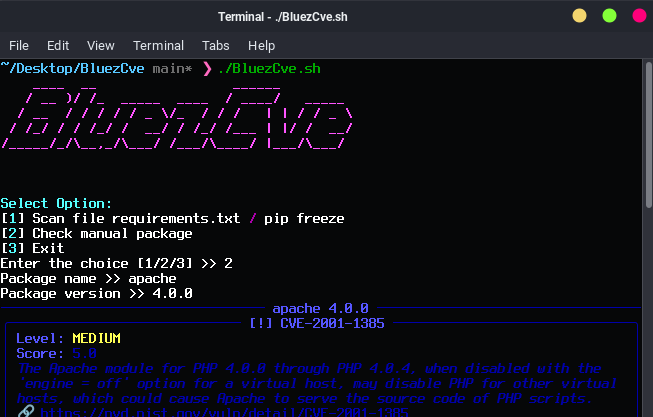 Terminal - ./BluezCve.sh
File Edit View Terminal Tabs Help
~/Desktop/BluezCve main* ❯ ./BluezCve.sh
BluezCve
Select Option:
[1] Scan file requirements.txt / pip freeze
[2] Check manual package
[3] Exit
Enter the choice [1/2/3] >> 2
Package name >> apache
Package version >> 4.0.0
apache 4.0.0
[!] CVE-2001-1385
Level: MEDIUM
Score: 5.0
The Apache module for PHP 4.0.0 through PHP 4.0.4, when disabled with the
'engine = off' option for a virtual host, may disable PHP for other virtual
hosts, which could cause Apache to serve the source code of PHP scripts.
🔗 https://nvd.nist.gov/vuln/detail/CVE-2001-1385